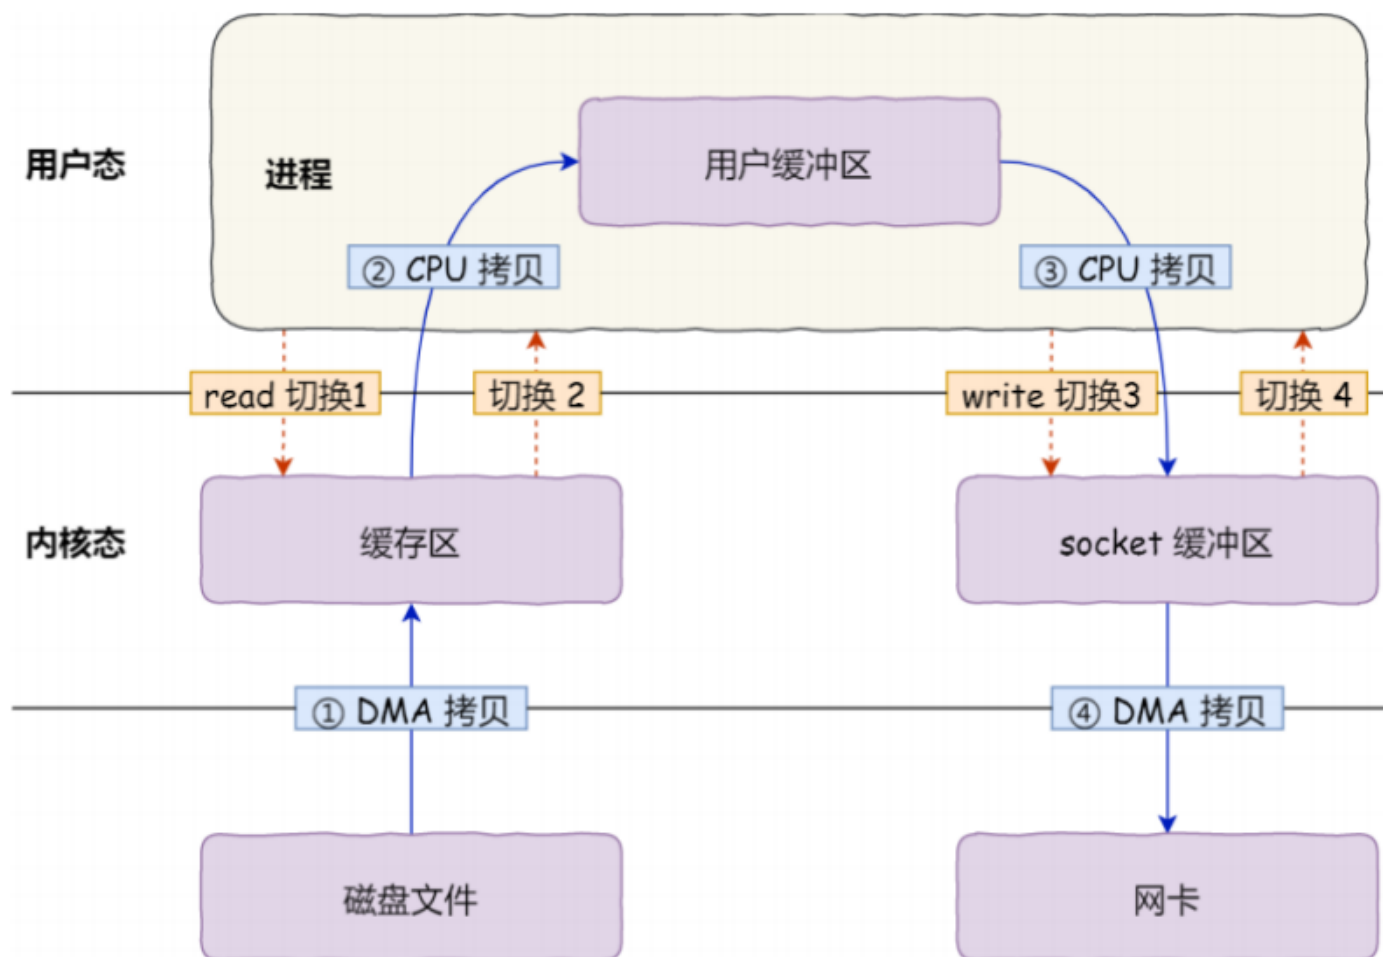 用户态
进程
用户缓冲区
② CPU 拷贝
③ CPU 拷贝
read 切换1
切换 2
write 切换3
切换 4
内核态
缓存区
socket 缓冲区
① DMA 拷贝
④ DMA 拷贝
磁盘文件
网卡